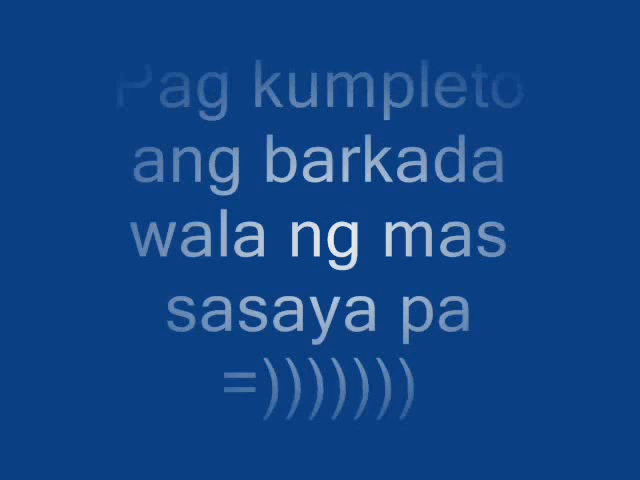 Pag kumpleto
ang barkada
wala ng mas
sasaya pa
=)))))))